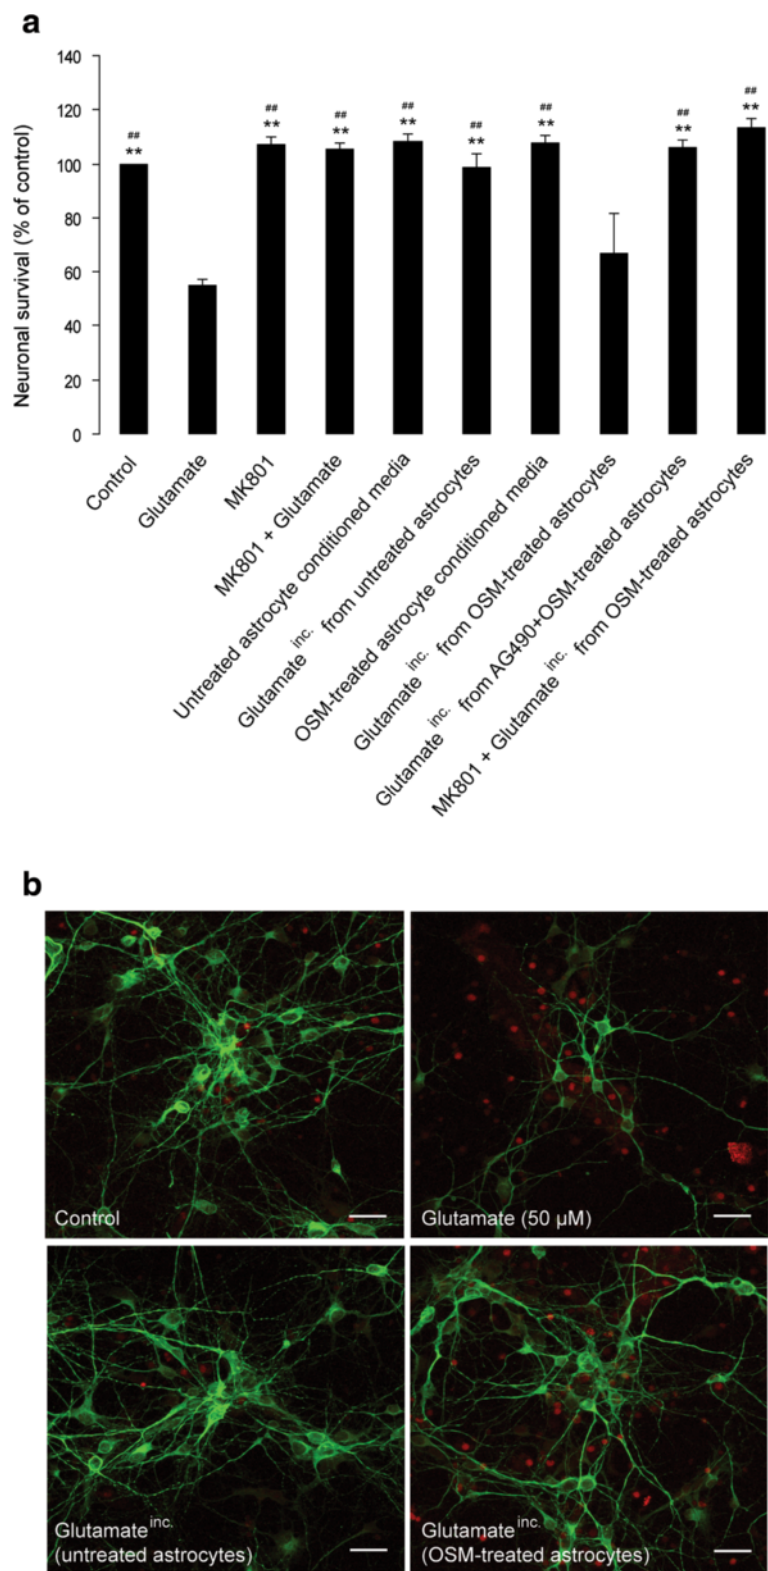 a
140
120
100
80
60
40
20
0
Neuronal survival (% of control)
##
**
##
**
##
**
##
**
##
**
##
**
##
**
##
**
Control
Glutamate
MK801
MK801 + Glutamate
Untreated astrocyte conditioned media
Glutamate inc. from untreated astrocytes
OSM-treated astrocyte conditioned media
Glutamate inc. from OSM-treated astrocytes
Glutamate inc. from AG490+OSM-treated astrocytes
MK801 + Glutamate inc. from OSM-treated astrocytes
b
Control
Glutamate (50 µM)
Glutamate inc.
(untreated astrocytes)
Glutamate inc.
(OSM-treated astrocytes)